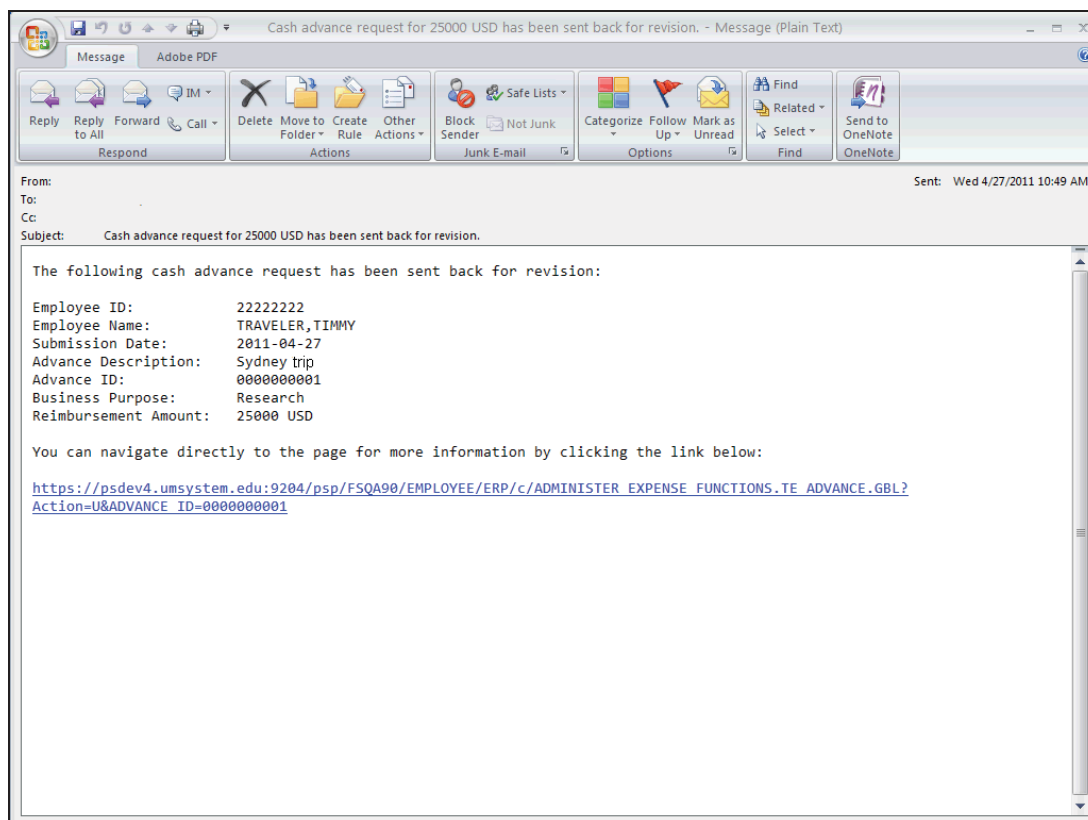 Cash advance request for 25000 USD has been sent back for revision. - Message (Plain Text)
Message Adobe PDF
Reply Reply to All Forward IM Call
Delete Move to Folder Create Rule Other Actions
Block Sender Safe Lists Not Junk
Categorize Follow Up Mark as Unread
Find Related Select
Send to OneNote
Respond Actions Junk E-mail Options Find OneNote
From: Sent: Wed 4/27/2011 10:49 AM
To:
Cc:
Subject: Cash advance request for 25000 USD has been sent back for revision.
The following cash advance request has been sent back for revision:
Employee ID: 22222222
Employee Name: TRAVELER,TIMMY
Submission Date: 2011-04-27
Advance Description: Sydney trip
Advance ID: 0000000001
Business Purpose: Research
Reimbursement Amount: 25000 USD
You can navigate directly to the page for more information by clicking the link below:
https://psdev4.umsystem.edu:9204/psp/FSQA90/EMPLOYEE/ERP/c/ADMINISTER_EXPENSE_FUNCTIONS.TE_ADVANCE.GBL?
Action=U&ADVANCE_ID=0000000001